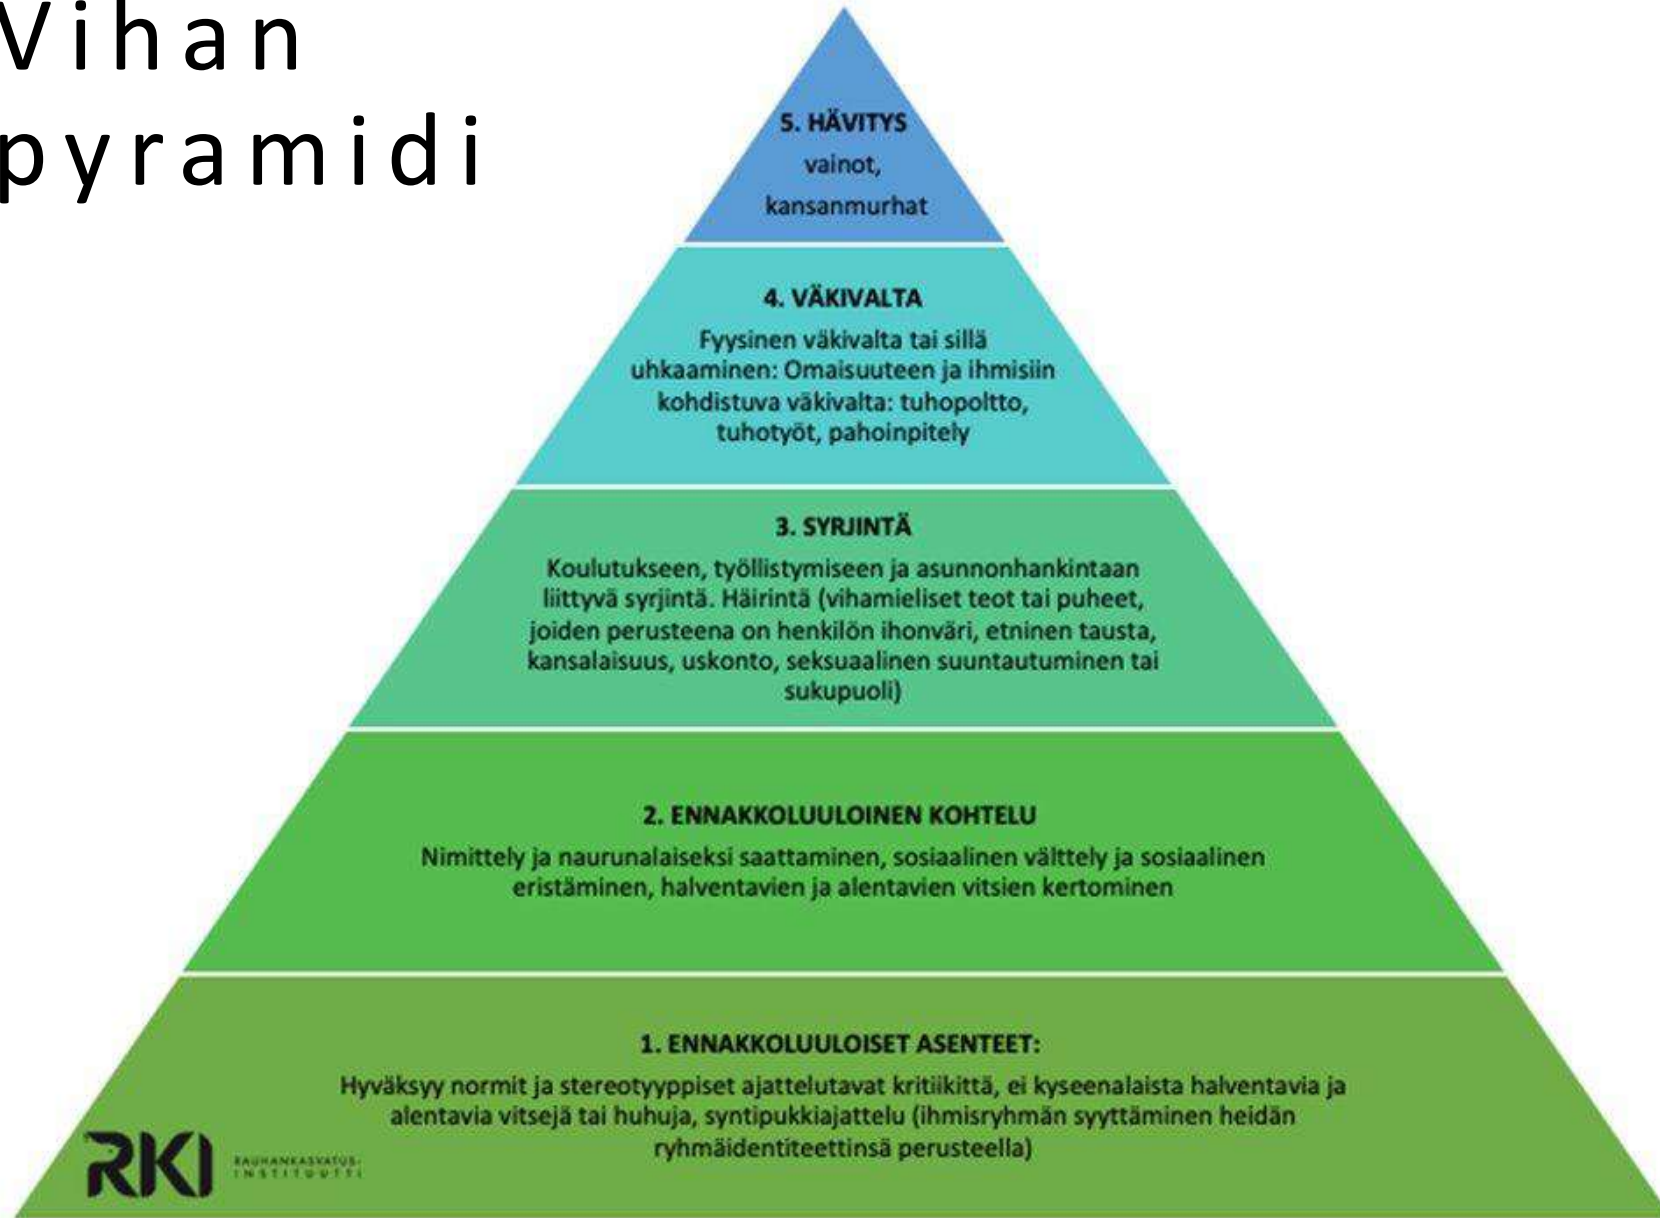 Vihan
pyramidi
5. HÄVITYS
vainot,
kansanmurhat
4. VÄKIVALTA
Fyysinen väkivalta tai sillä
uhkaaminen: Omaisuuteen ja ihmisiin
kohdistuva väkivalta: tuhopoltto,
tuhotyöt, pahoinpitely
3. SYRJINTÄ
Koulutukseen, työllistymiseen ja asunnonhankintaan
liittyvä syrjintä. Häirintä (vihamieliset teot tai puheet,
joiden perusteena on henkilön ihonväri, etninen tausta,
kansalaisuus, uskonto, seksuaalinen suuntautuminen tai
sukupuoli)
2. ENNAKKOLUULOINEN KOHTELU
Nimittely ja naurunalaiseksi saattaminen, sosiaalinen välttely ja sosiaalinen
eristäminen, halventavien ja alentavien vitsien kertominen
1. ENNAKKOLUULOISET ASENTEET:
Hyväksyy normit ja stereotyyppiset ajattelutavat kritiikittä, ei kyseenalaista halventavia ja
alentavia vitsejä tai huhuja, syntipukkiajattelu (ihmisryhmän syyttäminen heidän
ryhmäidentiteettinsä perusteella)
RKI
RAUHANKASVATUS-
INSTITUUTTI